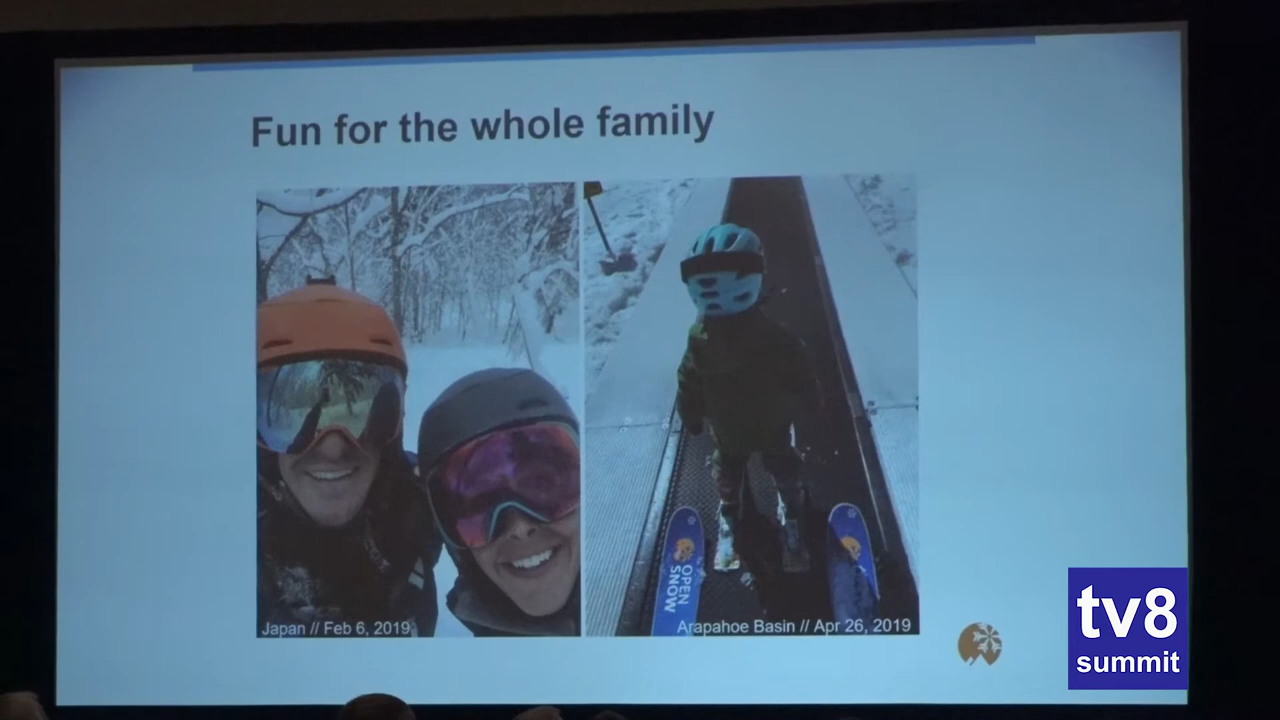 Fun for the whole family
OPEN
SNOW
Japan // Feb 6, 2019
Arapahoe Basin // Apr 26, 2019
tv8
summit